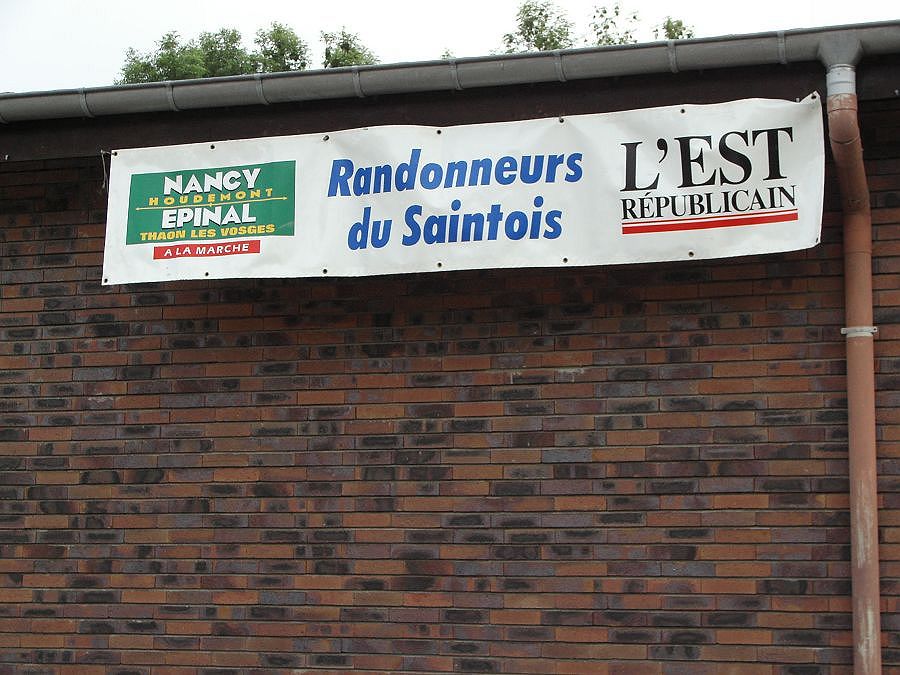 NANCY
HOUDEMONT
EPINAL
THAON LES VOSGES
A LA MARCHE
Randonneurs
du Saintois
L'EST
RÉPUBLICAIN